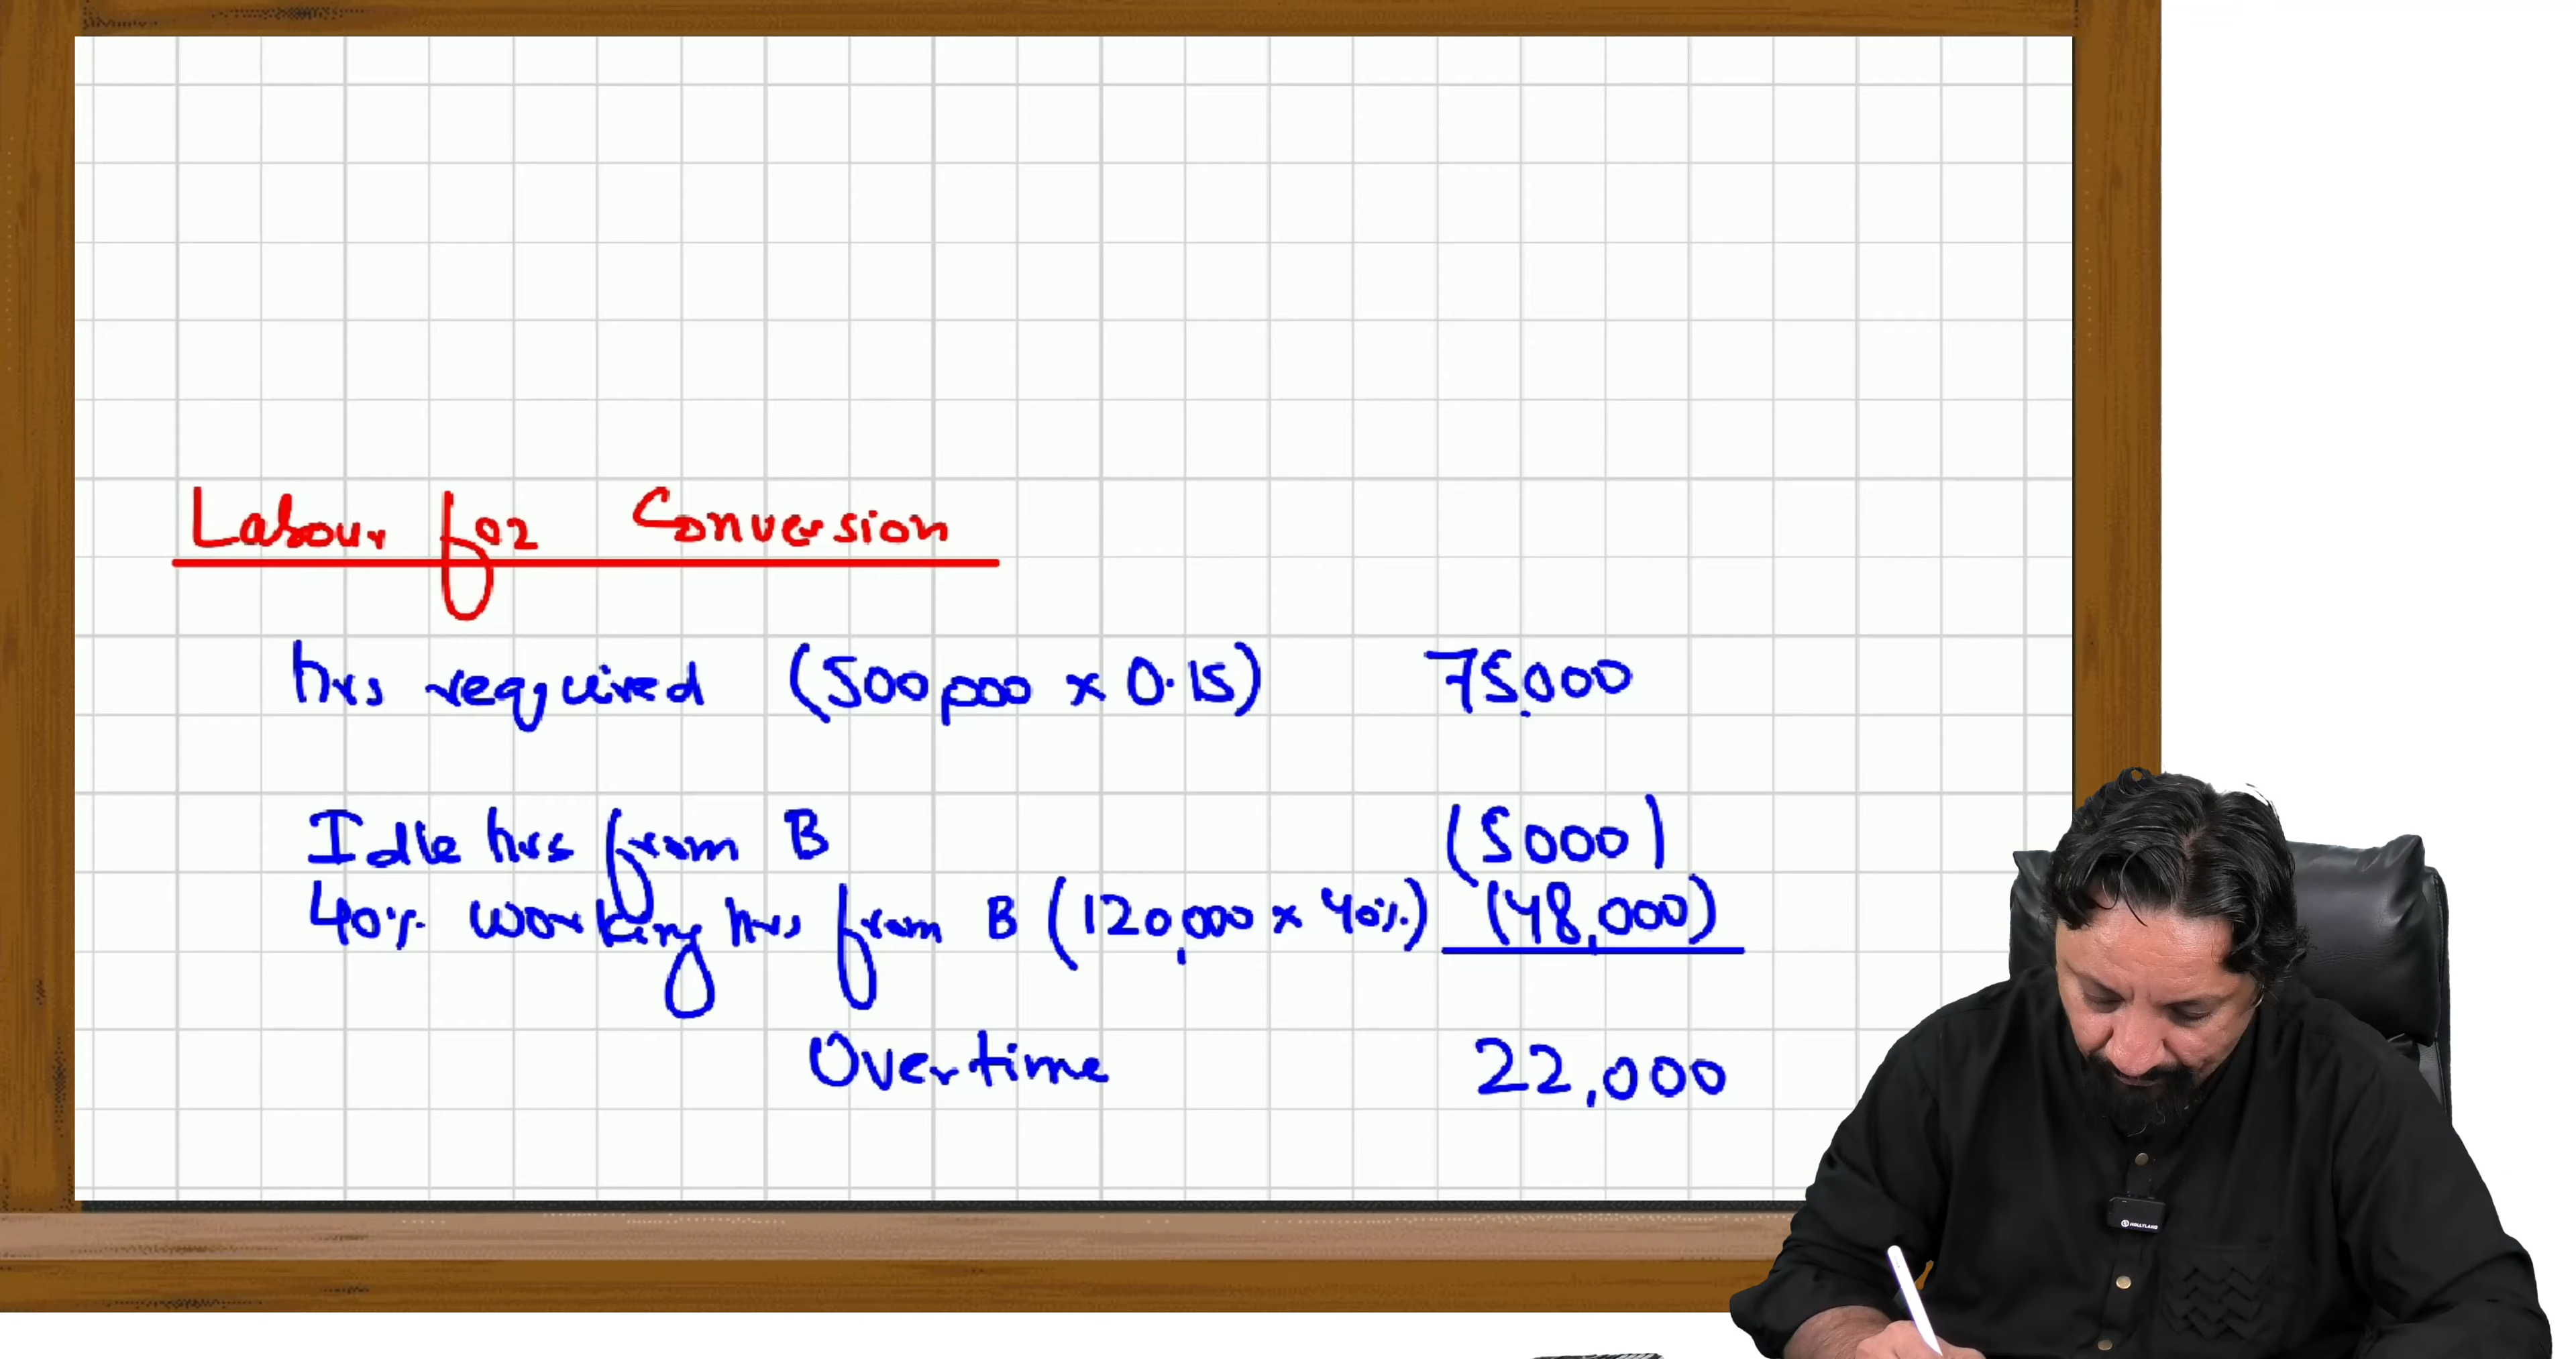 Labour for Conversion
hrs required (500,000 x 0.15) 75,000
Idle hrs from B (5000)
40% working hrs from B (120,000 x 40%) (48,000)
Overtime 22,000
HOLLYLAND